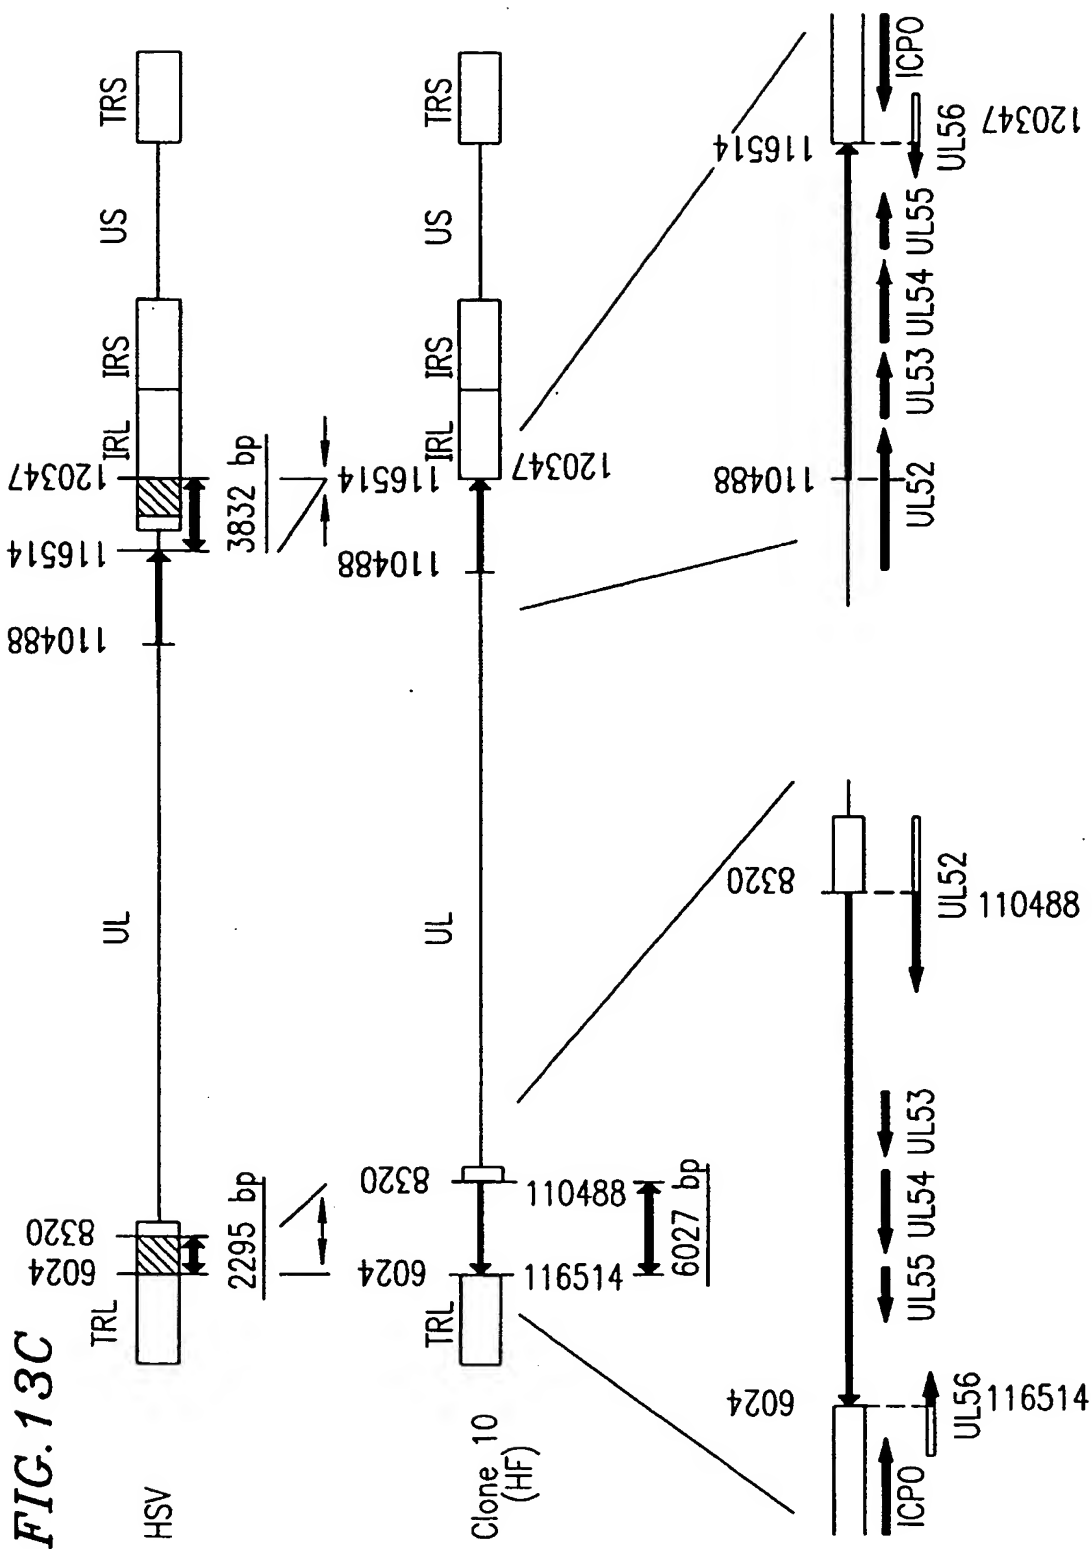 FIG. 13C
HSV
TRL
6024
8320
UL
110488
116514
120347
IRL
IRS
US
TRS
2295 bp
3832 bp
116514
Clone 10
(HF)
TRL
6024
8320
UL
110488
IRL
IRS
US
TRS
116514
110488
120347
6027 bp
6024
8320
110488
116514
ICPO
UL56
116514
UL55
UL54
UL53
UL52
110488
UL52
UL53
UL54
UL55
UL56
120347
ICPO